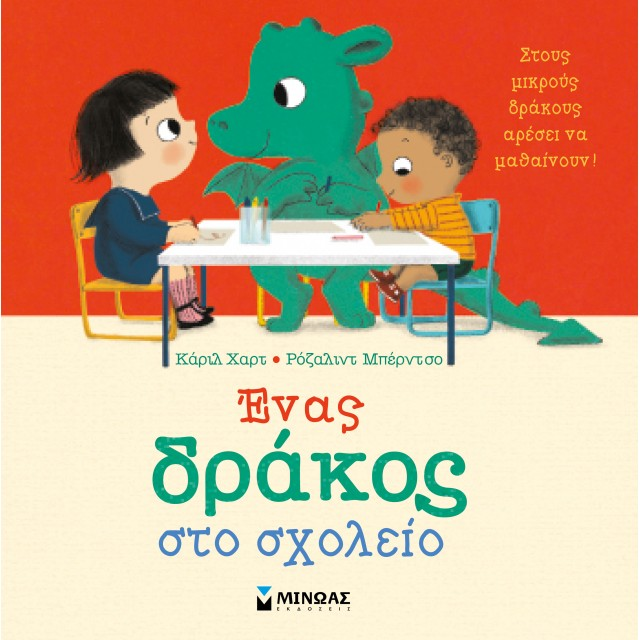 Στους
μικρούς
δράκους
αρέσει να
μαθαίνουν!
Κάριλ Χαρτ • Ρόζαλιντ Μπέρντσο
Ένας
δράκος
στο σχολείο
ΜΙΝΩΑΣ
ΕΚΔΟΣΕΙΣ